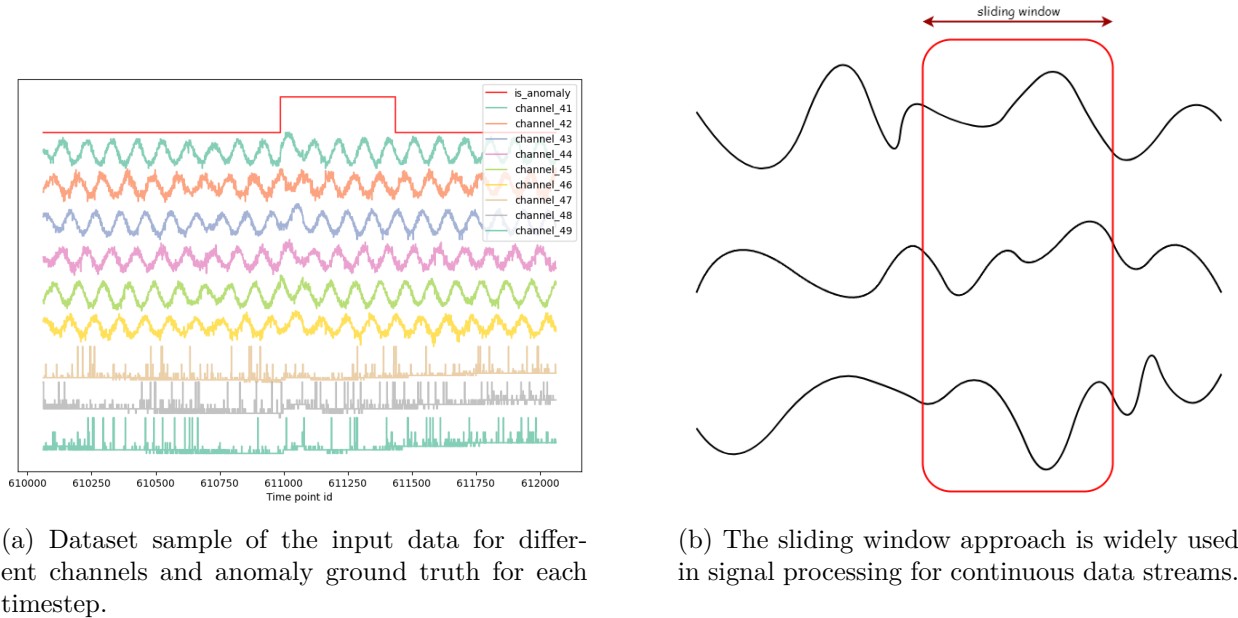 is_anomaly
channel_41
channel_42
channel_43
channel_44
channel_45
channel_46
channel_47
channel_48
channel_49
610000 610250 610500 610750 611000 611250 611500 611750 612000
Time point id
(a) Dataset sample of the input data for differ-
ent channels and anomaly ground truth for each
timestep.
sliding window
(b) The sliding window approach is widely used
in signal processing for continuous data streams.